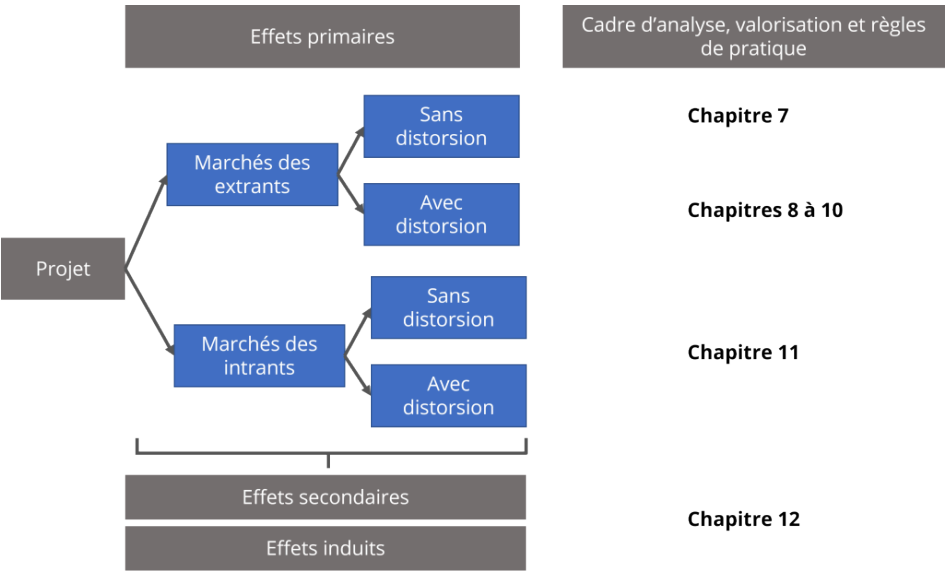 Effets primaires
Cadre d’analyse, valorisation et règles
de pratique
Sans
distorsion
Chapitre 7
Marchés des
extrants
Avec
distorsion
Chapitres 8 à 10
Projet
Sans
distorsion
Marchés des
intrants
Chapitre 11
Avec
distorsion
Effets secondaires
Chapitre 12
Effets induits